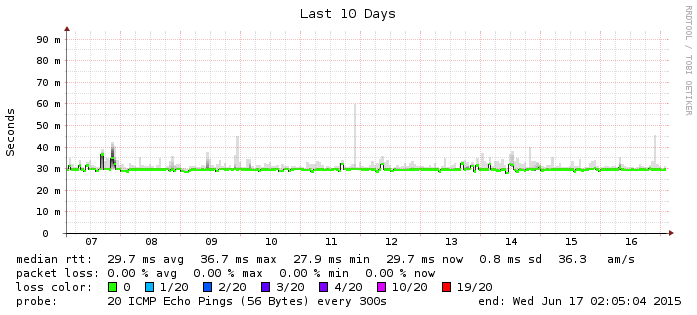 Last 10 Days
RRDTOOL / TOBI OETIKER
Seconds
90 m
80 m
70 m
60 m
50 m
40 m
30 m
20 m
10 m
0
07 08 09 10 11 12 13 14 15 16
median rtt: 29.7 ms avg 36.7 ms max 27.9 ms min 29.7 ms now 0.8 ms sd 36.3 am/s
packet loss: 0.00 % avg 0.00 % max 0.00 % min 0.00 % now
loss color: 0 1/20 2/20 3/20 4/20 10/20 19/20
probe: 20 ICMP Echo Pings (56 Bytes) every 300s end: Wed Jun 17 02:05:04 2015